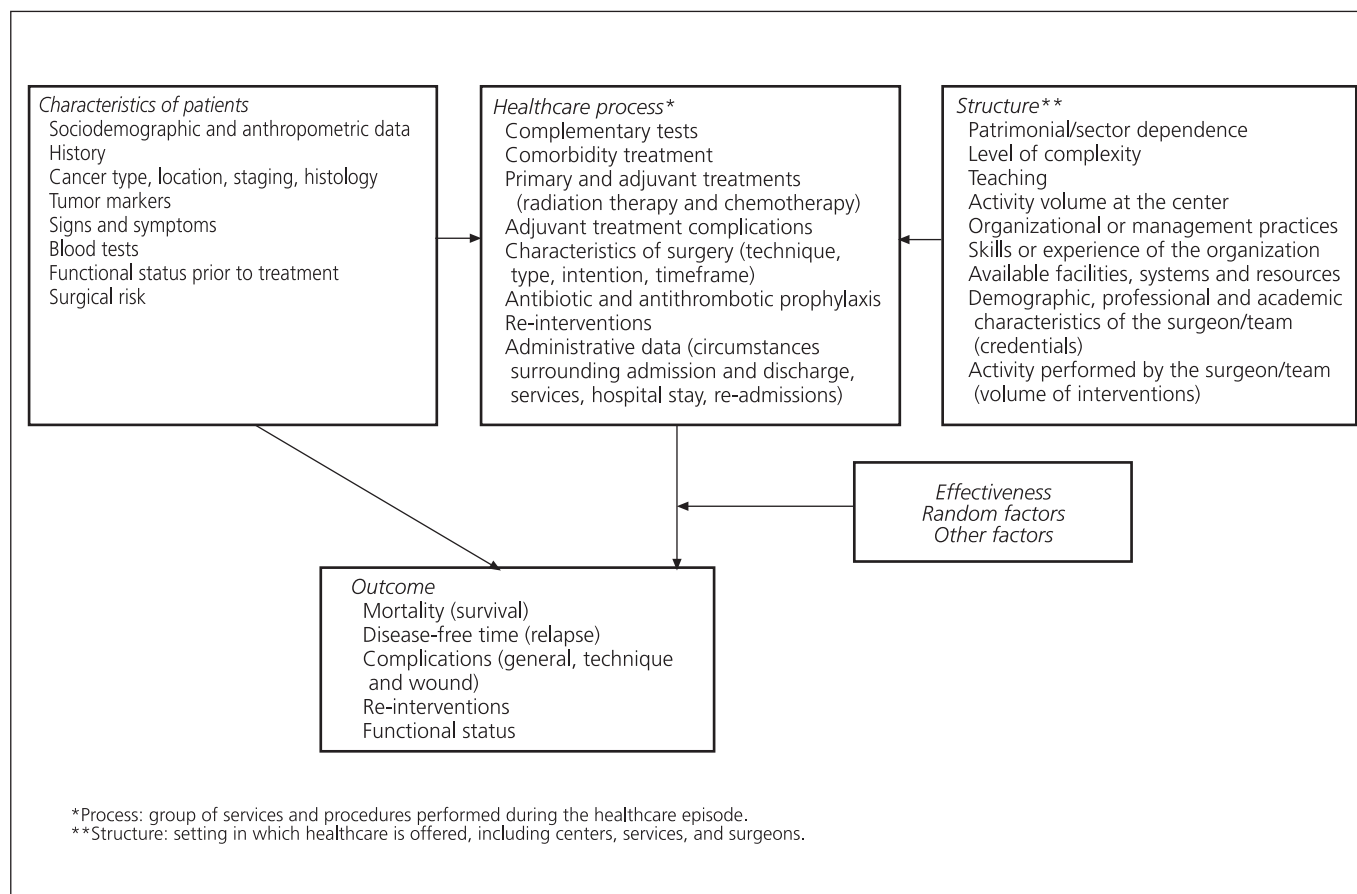 Characteristics of patients
Sociodemographic and anthropometric data
History
Cancer type, location, staging, histology
Tumor markers
Signs and symptoms
Blood tests
Functional status prior to treatment
Surgical risk
Healthcare process*
Complementary tests
Comorbidity treatment
Primary and adjuvant treatments
(radiation therapy and chemotherapy)
Adjuvant treatment complications
Characteristics of surgery (technique,
type, intention, timeframe)
Antibiotic and antithrombotic prophylaxis
Re-interventions
Administrative data (circumstances
surrounding admission and discharge,
services, hospital stay, re-admissions)
Structure**
Patrimonial/sector dependence
Level of complexity
Teaching
Activity volume at the center
Organizational or management practices
Skills or experience of the organization
Available facilities, systems and resources
Demographic, professional and academic
characteristics of the surgeon/team
(credentials)
Activity performed by the surgeon/team
(volume of interventions)
Effectiveness
Random factors
Other factors
Outcome
Mortality (survival)
Disease-free time (relapse)
Complications (general, technique
and wound)
Re-interventions
Functional status
*Process: group of services and procedures performed during the healthcare episode.
**Structure: setting in which healthcare is offered, including centers, services, and surgeons.